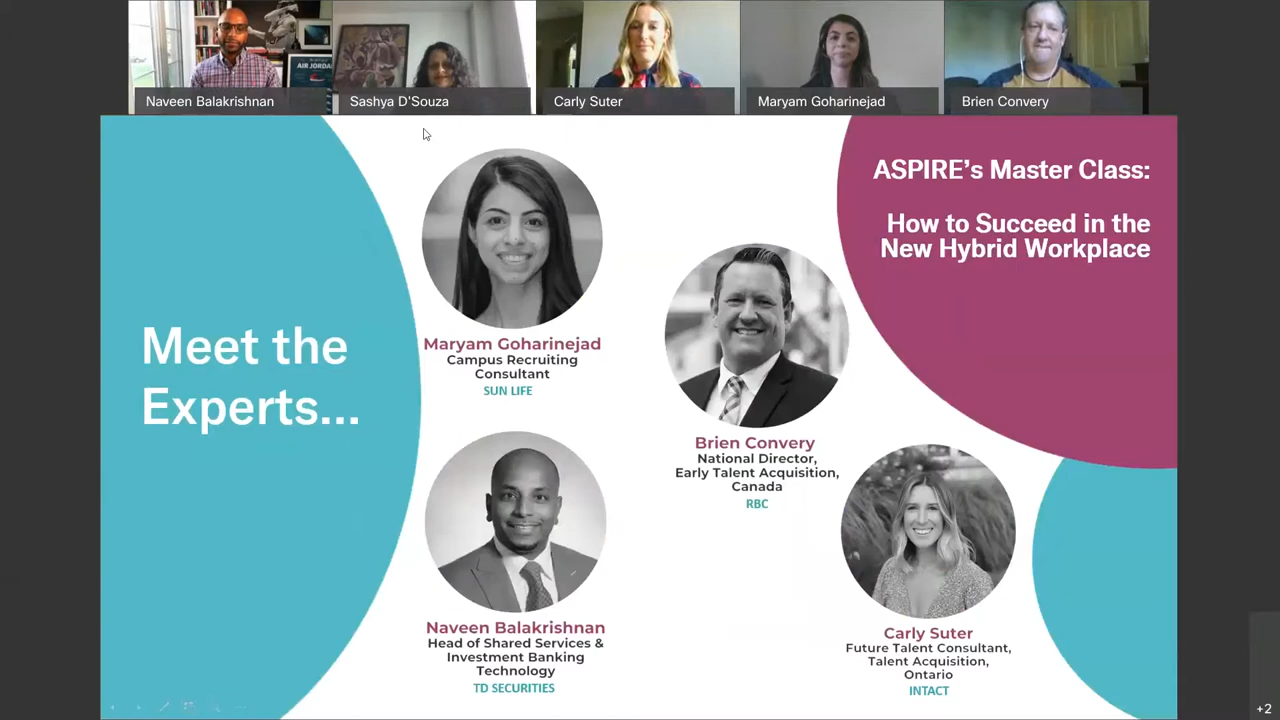 AIR JORDAN
Naveen Balakrishnan
Sashya D'Souza
Carly Suter
Maryam Goharinejad
Brien Convery
ASPIRE's Master Class:
How to Succeed in the
New Hybrid Workplace
Meet the
Experts...
Maryam Goharinejad
Campus Recruiting
Consultant
SUN LIFE
Brien Convery
National Director,
Early Talent Acquisition,
Canada
RBC
Naveen Balakrishnan
Head of Shared Services &
Investment Banking
Technology
TD SECURITIES
Carly Suter
Future Talent Consultant,
Talent Acquisition,
Ontario
INTACT
+2